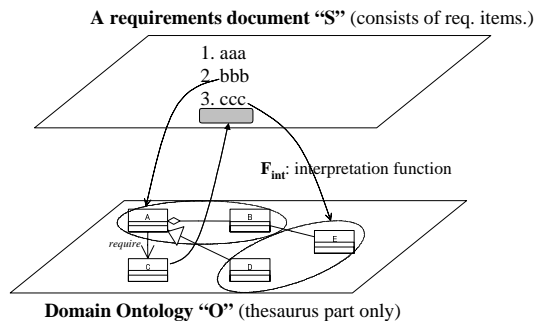 A requirements document “S” (consists of req. items.)
1. aaa
2. bbb
3. ccc
F_int: interpretation function
A
B
E
require
C
D
Domain Ontology “O” (thesaurus part only)